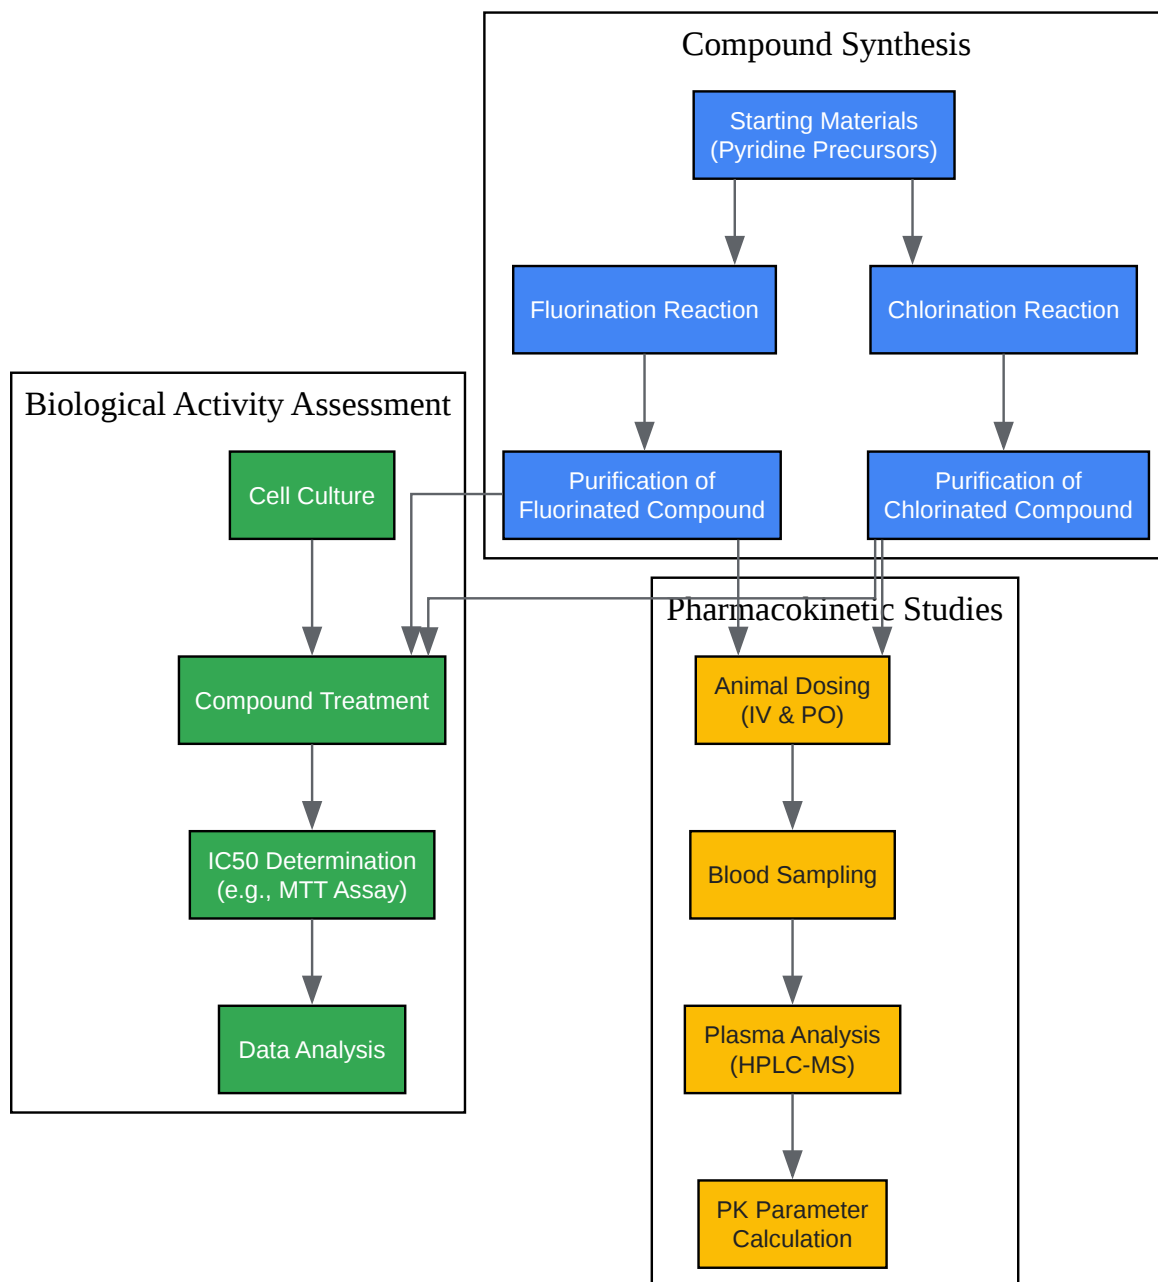 Compound Synthesis
Starting Materials
(Pyridine Precursors)
Fluorination Reaction
Chlorination Reaction
Purification of
Fluorinated Compound
Purification of
Chlorinated Compound
Biological Activity Assessment
Cell Culture
Compound Treatment
IC50 Determination
(e.g., MTT Assay)
Data Analysis
Pharmacokinetic Studies
Animal Dosing
(IV & PO)
Blood Sampling
Plasma Analysis
(HPLC-MS)
PK Parameter
Calculation